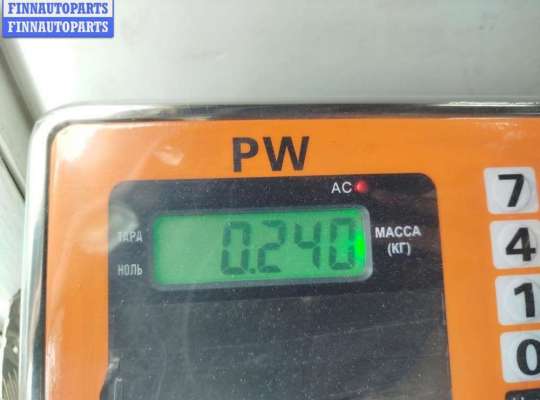 FINNAUTOPARTS
FINNAUTOPARTS
PW
AC
ТАРА
НОЛЬ
0.240
МАССА
(КГ)
7
4
1
0